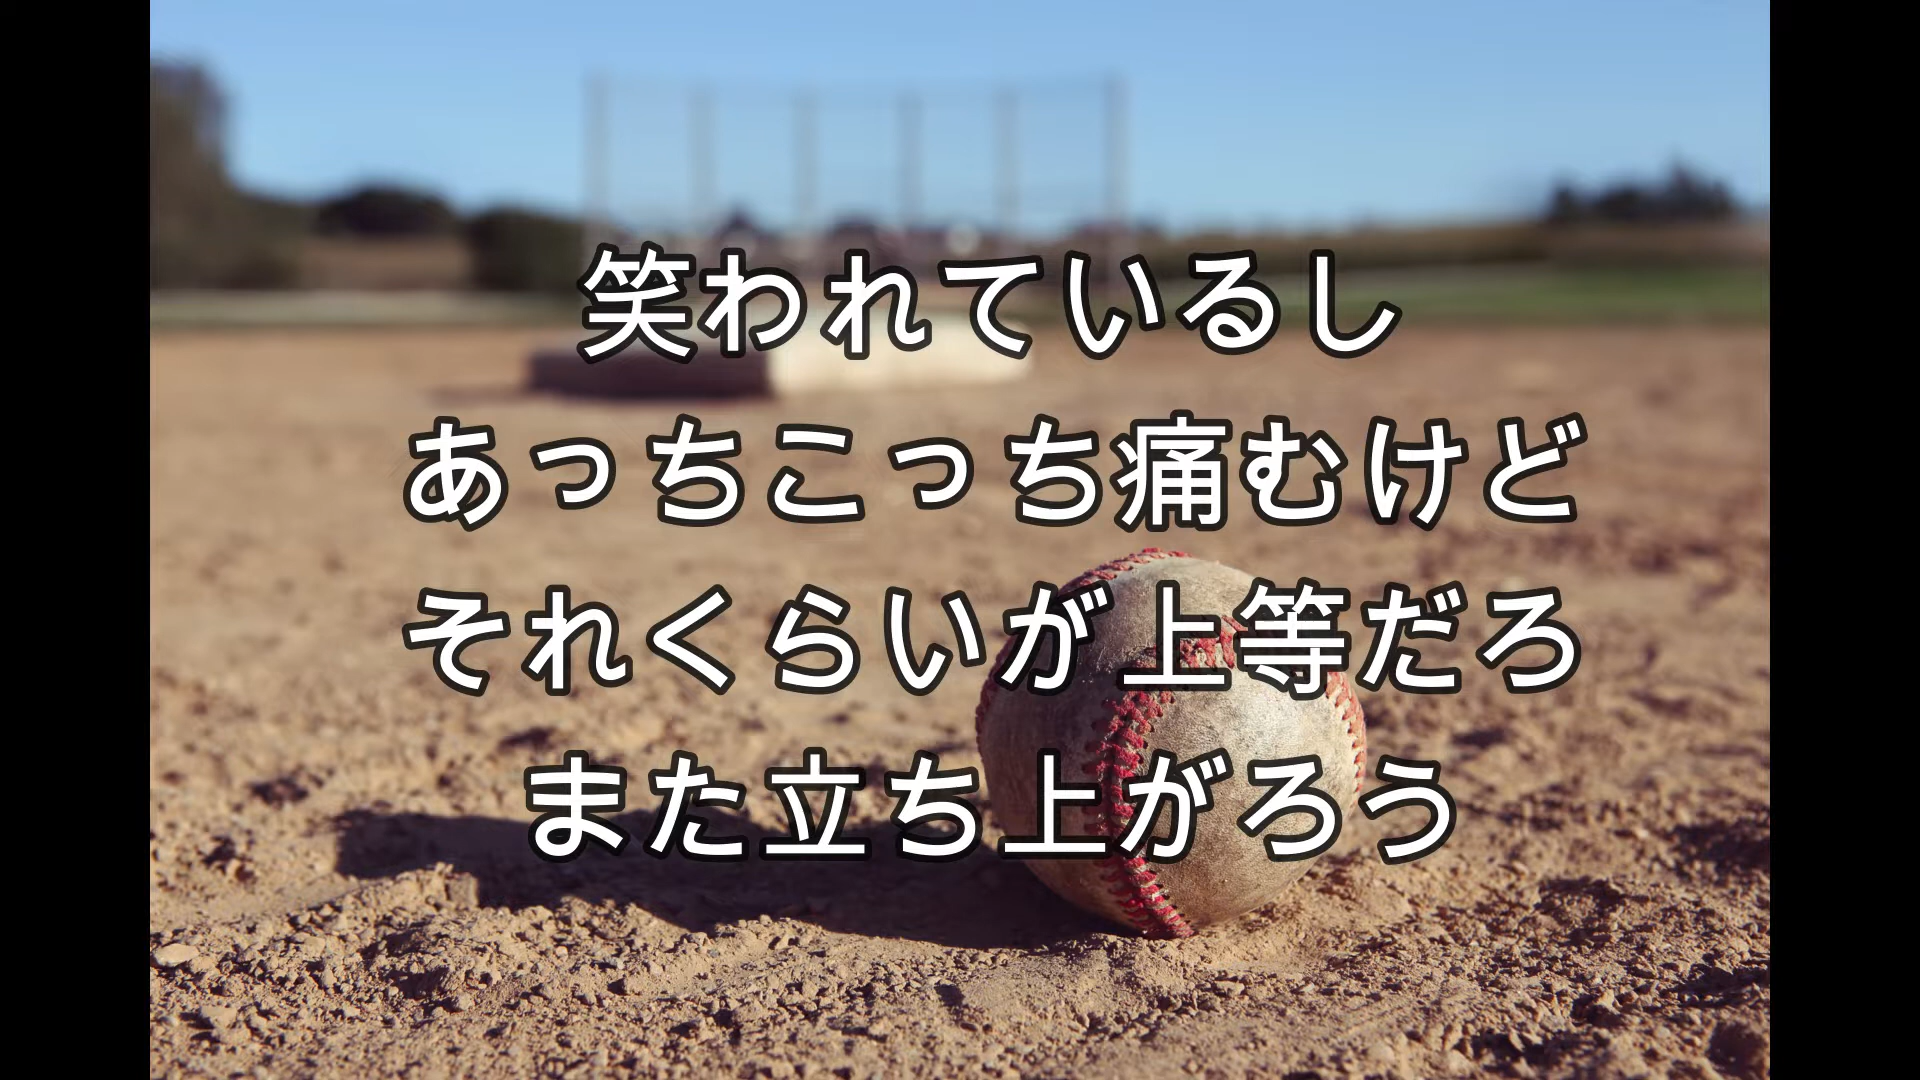 笑われているし
あっちこっち痛むけど
それくらいが上等だろ
また立ち上がろう